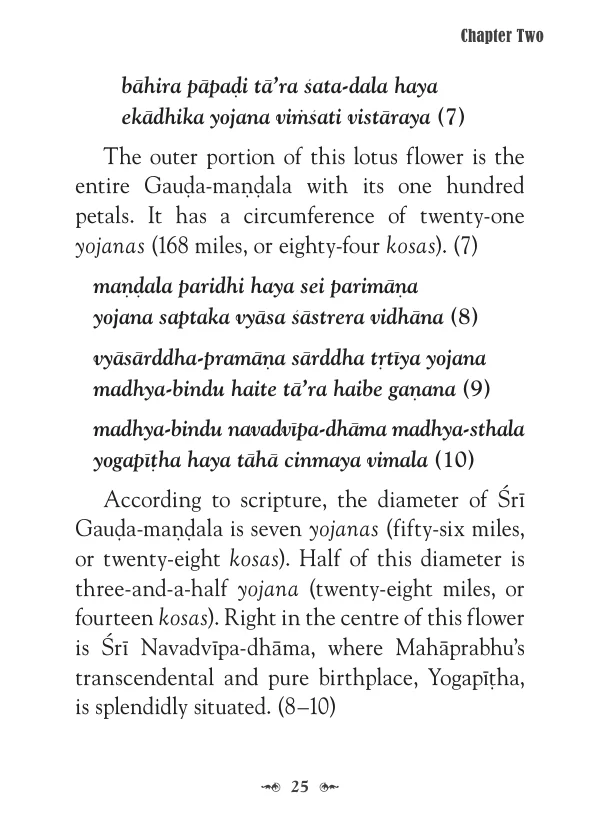 Chapter Two
bāhira pāpaḍi tā’ra śata-dala haya
ekādhika yojana viṁśati vistāraya (7)
The outer portion of this lotus flower is the
entire Gauḍa-maṇḍala with its one hundred
petals. It has a circumference of twenty-one
yojanas (168 miles, or eighty-four kosas). (7)
maṇḍala paridhi haya sei parimāṇa
yojana saptaka vyāsa śāstrera vidhāna (8)
vyāsārddha-pramāṇa sārddha tṛtīya yojana
madhya-bindu haite tā’ra haibe gaṇana (9)
madhya-bindu navadvīpa-dhāma madhya-sthala
yogapīṭha haya tāhā cinmaya vimala (10)
According to scripture, the diameter of Śrī
Gauḍa-maṇḍala is seven yojanas (fifty-six miles,
or twenty-eight kosas). Half of this diameter is
three-and-a-half yojana (twenty-eight miles, or
fourteen kosas). Right in the centre of this flower
is Śrī Navadvīpa-dhāma, where Mahāprabhu’s
transcendental and pure birthplace, Yogapīṭha,
is splendidly situated. (8–10)
25